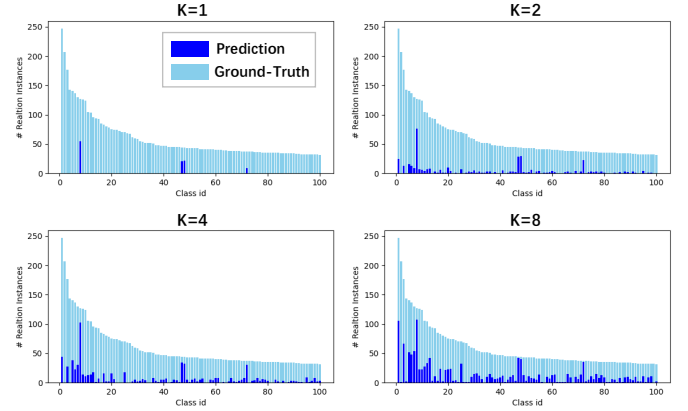 K=1
250
200
150
100
50
0
# Realtion Instances
0 20 40 60 80 100
Class id
Prediction
Ground-Truth
K=2
250
200
150
100
50
0
# Realtion Instances
0 20 40 60 80 100
Class id
K=4
250
200
150
100
50
0
# Realtion Instances
0 20 40 60 80 100
Class id
K=8
250
200
150
100
50
0
# Realtion Instances
0 20 40 60 80 100
Class id